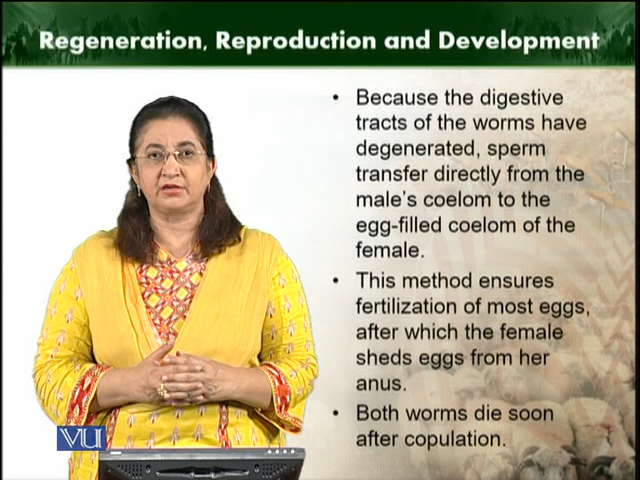 Regeneration, Reproduction and Development
• Because the digestive
tracts of the worms have
degenerated, sperm
transfer directly from the
male's coelom to the
egg-filled coelom of the
female.
• This method ensures
fertilization of most eggs,
after which the female
sheds eggs from her
anus.
• Both worms die soon
after copulation.
VU